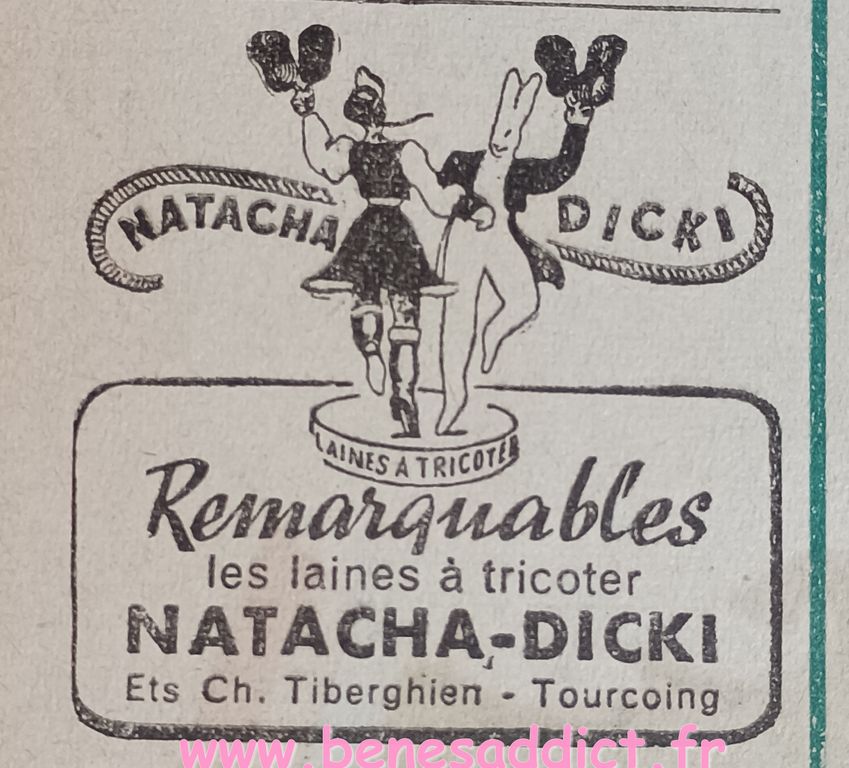 NATACHA DICKI
LAINES A TRICOTER
Remarquables
les laines à tricoter
NATACHA-DICKI
Ets Ch. Tiberghien - Tourcoing
www.benesaddict.fr